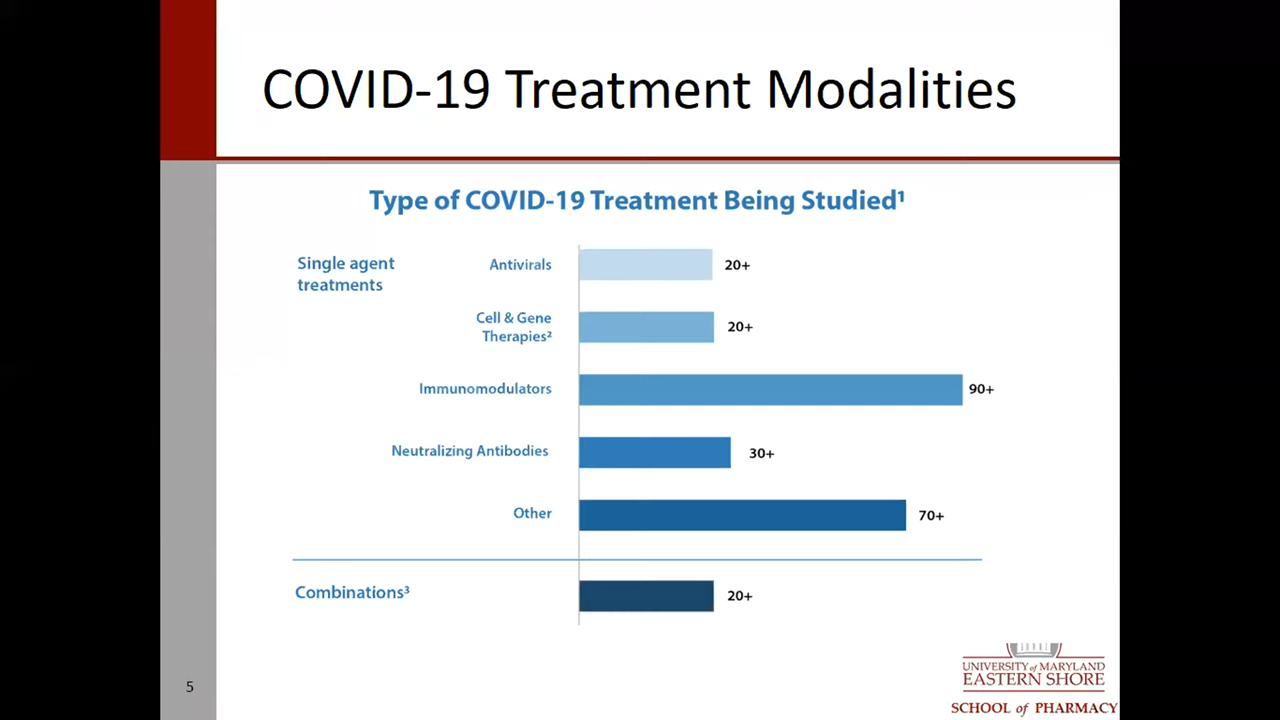 COVID-19 Treatment Modalities
Type of COVID-19 Treatment Being Studied¹
Single agent
treatments
Antivirals
20+
Cell & Gene
Therapies²
20+
Immunomodulators
90+
Neutralizing Antibodies
30+
Other
70+
Combinations³
20+
5
UNIVERSITY of MARYLAND
EASTERN SHORE
SCHOOL of PHARMACY